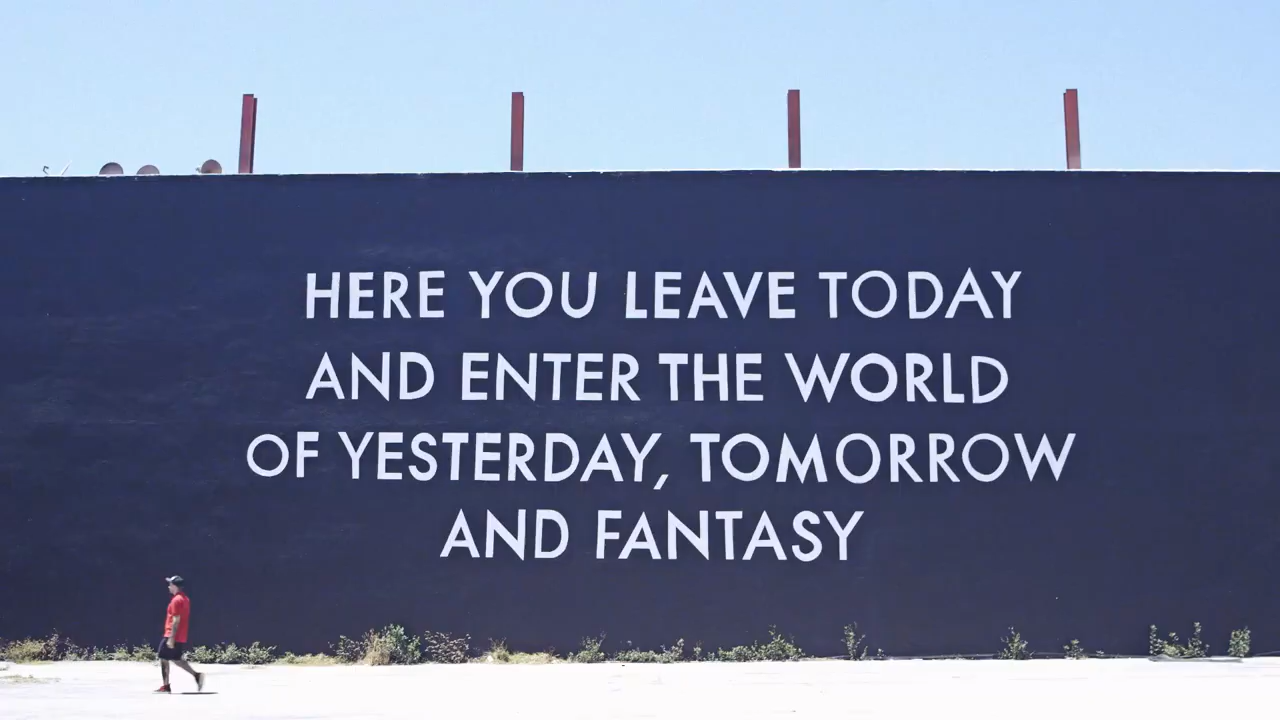 HERE YOU LEAVE TODAY
AND ENTER THE WORLD
OF YESTERDAY, TOMORROW
AND FANTASY